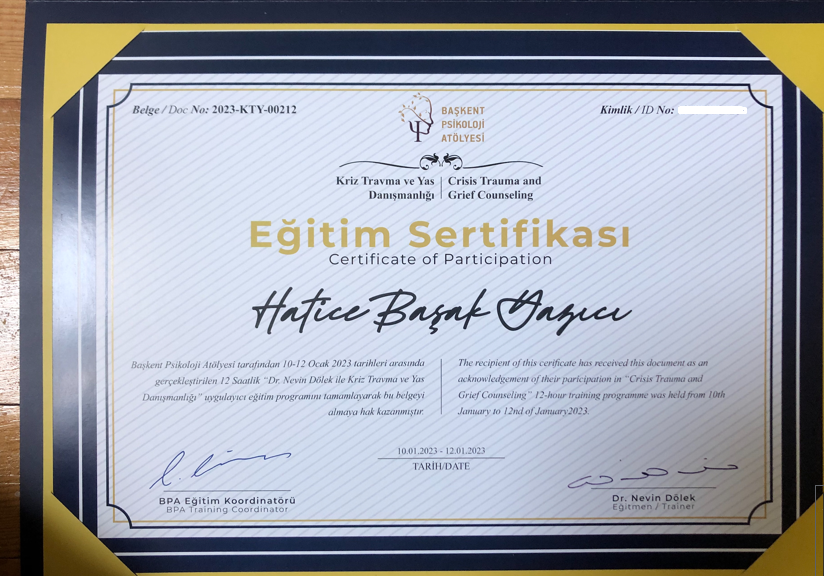 Belge / Doc No: 2023-KTY-00212
BAŞKENT
PSİKOLOJİ
ATÖLYESİ
Kimlik / ID No:
Kriz Travma ve Yas
Danışmanlığı
Crisis Trauma and
Grief Counseling
Eğitim Sertifikası
Certificate of Participation
Hatice Başak Yazıcı
Başkent Psikoloji Atölyesi tarafından 10-12 Ocak 2023 tarihleri arasında
gerçekleştirilen 12 Saatlik "Dr. Nevin Dölek ile Kriz Travma ve Yas
Danışmanlığı" uygulayıcı eğitim programını tamamlayarak bu belgeyi
almaya hak kazanmıştır.
The recipient of this cerificate has received this document as an
acknowledgement of their paricipation in "Crisis Trauma and
Grief Counseling" 12-hour training programme was held from 10th
January to 12nd of January2023.
10.01.2023 - 12.01.2023
TARİH/DATE
BPA Eğitim Koordinatörü
BPA Training Coordinator
Dr. Nevin Dölek
Eğitmen / Trainer